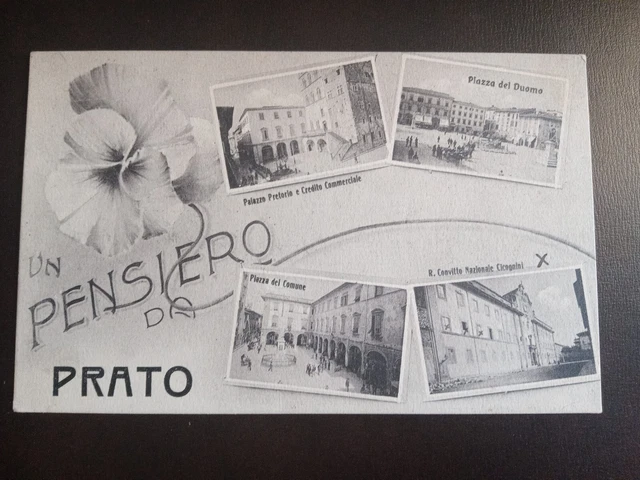 UN
PENSIERO
DA
PRATO
Palazzo Pretorio e Credito Commerciale
Piazza del Duomo
Piazza del Comune
R. Convitto Nazionale Cicognini X